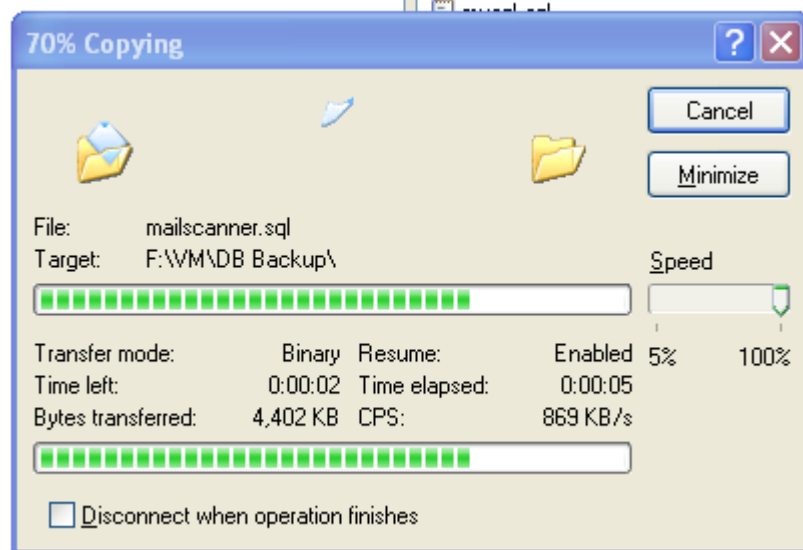 70% Copying
Cancel
Minimize
File: mailscanner.sql
Target: F:\VM\DB Backup\
Speed
5% 100%
Transfer mode: Binary Resume: Enabled
Time left: 0:00:02 Time elapsed: 0:00:05
Bytes transferred: 4,402 KB CPS: 869 KB/s
Disconnect when operation finishes